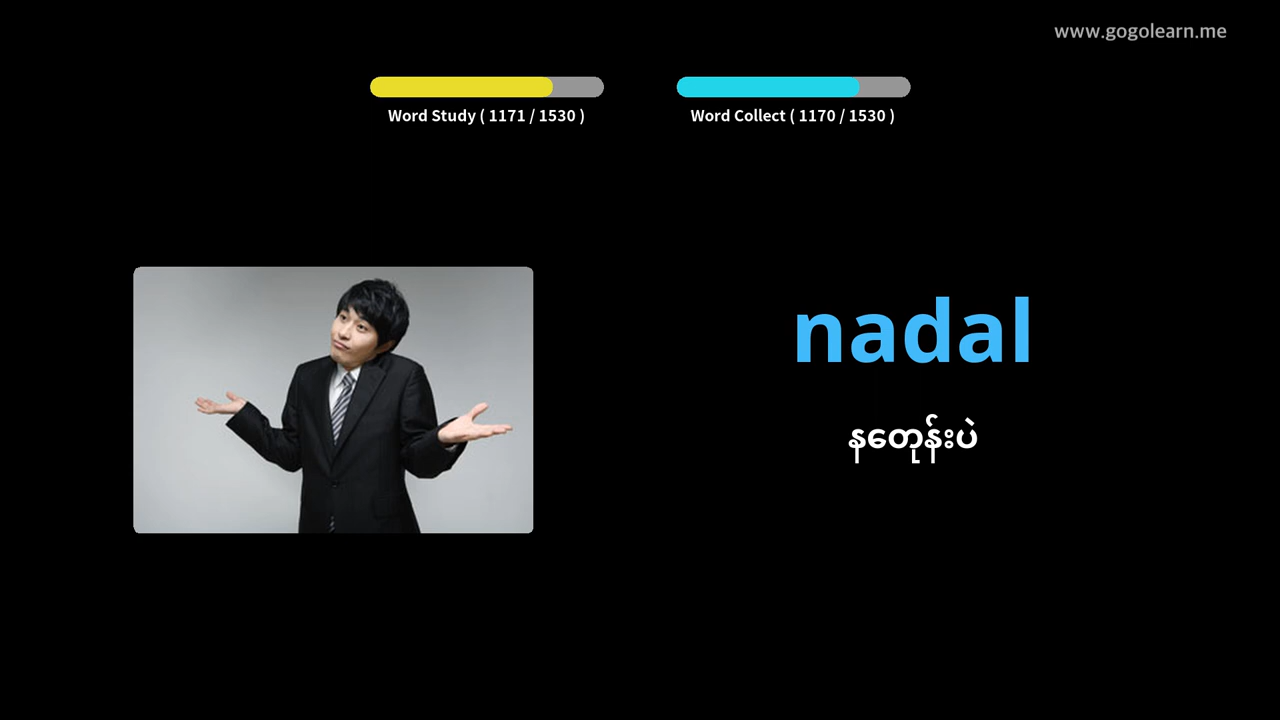 www.gogolearn.me
Word Study ( 1171 / 1530 )
Word Collect ( 1170 / 1530 )
nadal
နတေုန်းပဲ